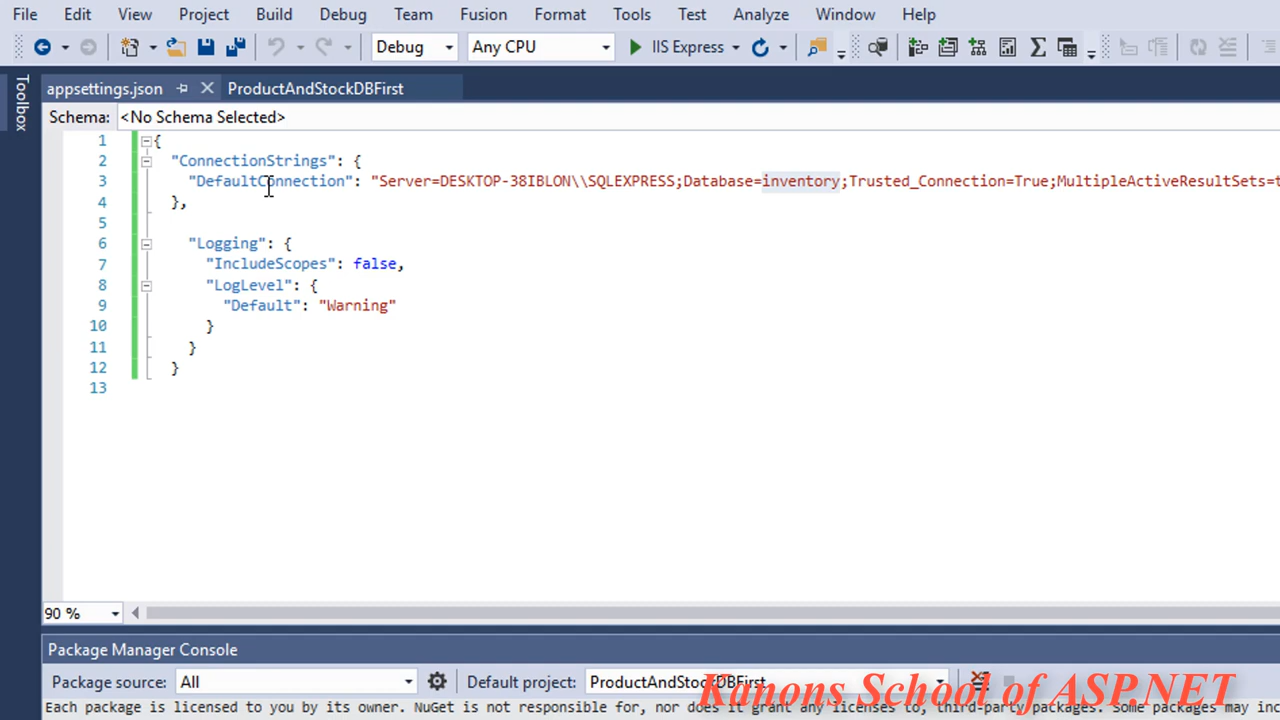 File Edit View Project Build Debug Team Fusion Format Tools Test Analyze Window Help
Debug Any CPU IIS Express
Toolbox
appsettings.json ProductAndStockDBFirst
Schema: <No Schema Selected>
1 {
2 "ConnectionStrings": {
3 "DefaultConnection": "Server=DESKTOP-38IBLON\\SQLEXPRESS;Database=inventory;Trusted_Connection=True;MultipleActiveResultSets=t
4 },
5
6 "Logging": {
7 "IncludeScopes": false,
8 "LogLevel": {
9 "Default": "Warning"
10 }
11 }
12 }
13
90 %
Package Manager Console
Package source: All Default project: ProductAndStockDBFirst
Kanons School of ASP.NET
Each package is licensed to you by its owner. NuGet is not responsible for, nor does it grant any licenses to, third-party packages. Some packages may inc